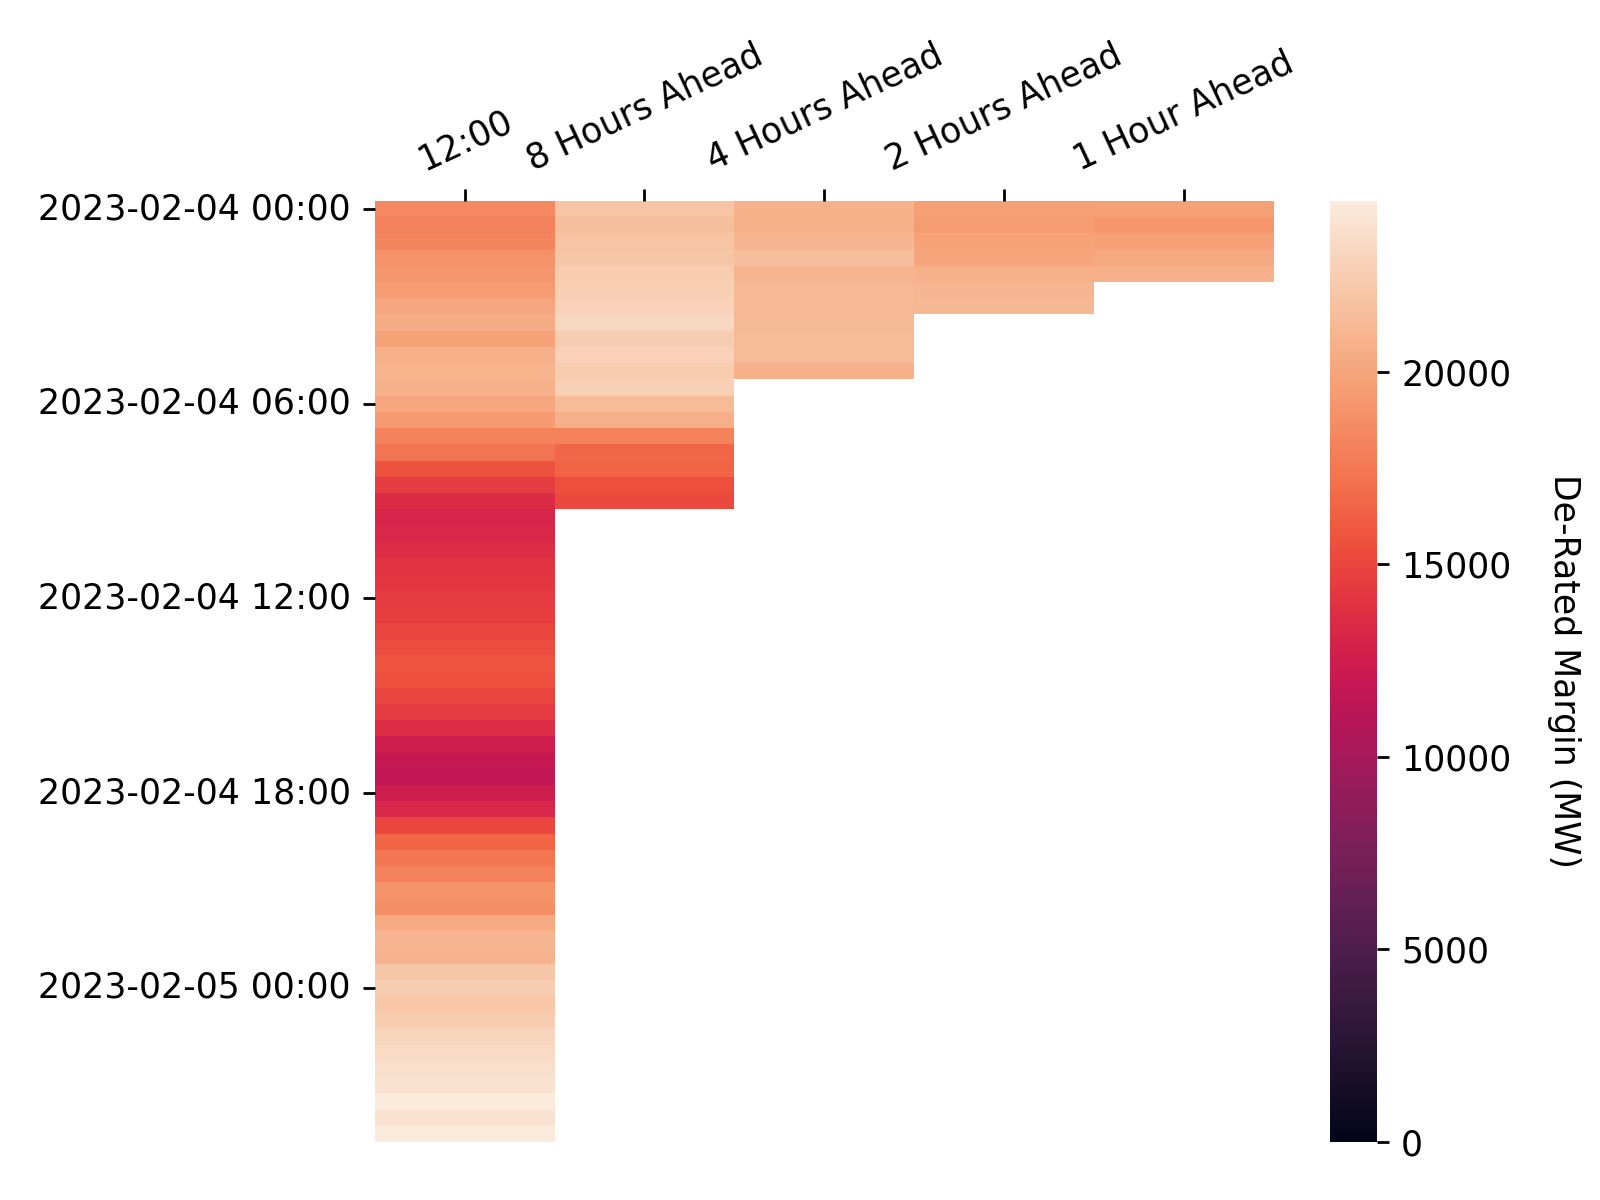 12:00
8 Hours Ahead
4 Hours Ahead
2 Hours Ahead
1 Hour Ahead
2023-02-04 00:00
2023-02-04 06:00
2023-02-04 12:00
2023-02-04 18:00
2023-02-05 00:00
20000
15000
10000
5000
0
De-Rated Margin (MW)